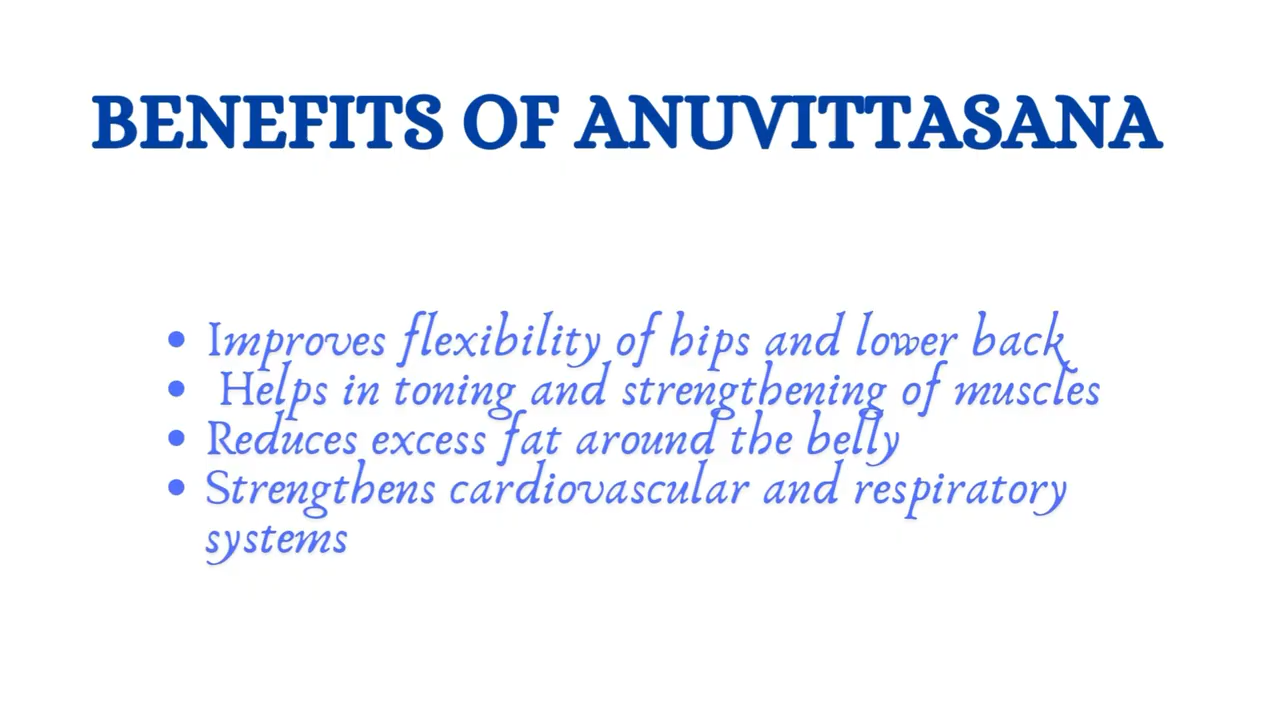 BENEFITS OF ANUVITTASANA
• Improves flexibility of hips and lower back
• Helps in toning and strengthening of muscles
• Reduces excess fat around the belly
• Strengthens cardiovascular and respiratory
systems